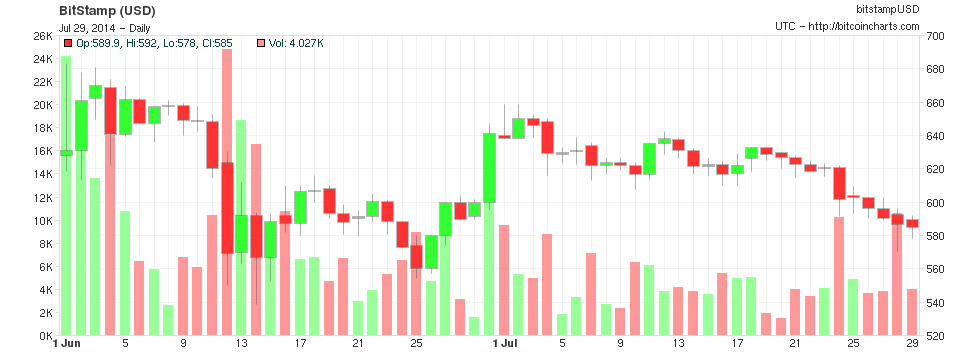 BitStamp (USD)
bitstampUSD
Jul 29, 2014 – Daily
UTC – http://bitcoincharts.com
Op:589.9, Hi:592, Lo:578, Cl:585
Vol: 4.027K
26K
24K
22K
20K
18K
16K
14K
12K
10K
8K
6K
4K
2K
0K
700
680
660
640
620
600
580
560
540
520
1 Jun 5 9 13 17 21 25 1 Jul 5 9 13 17 21 25 29